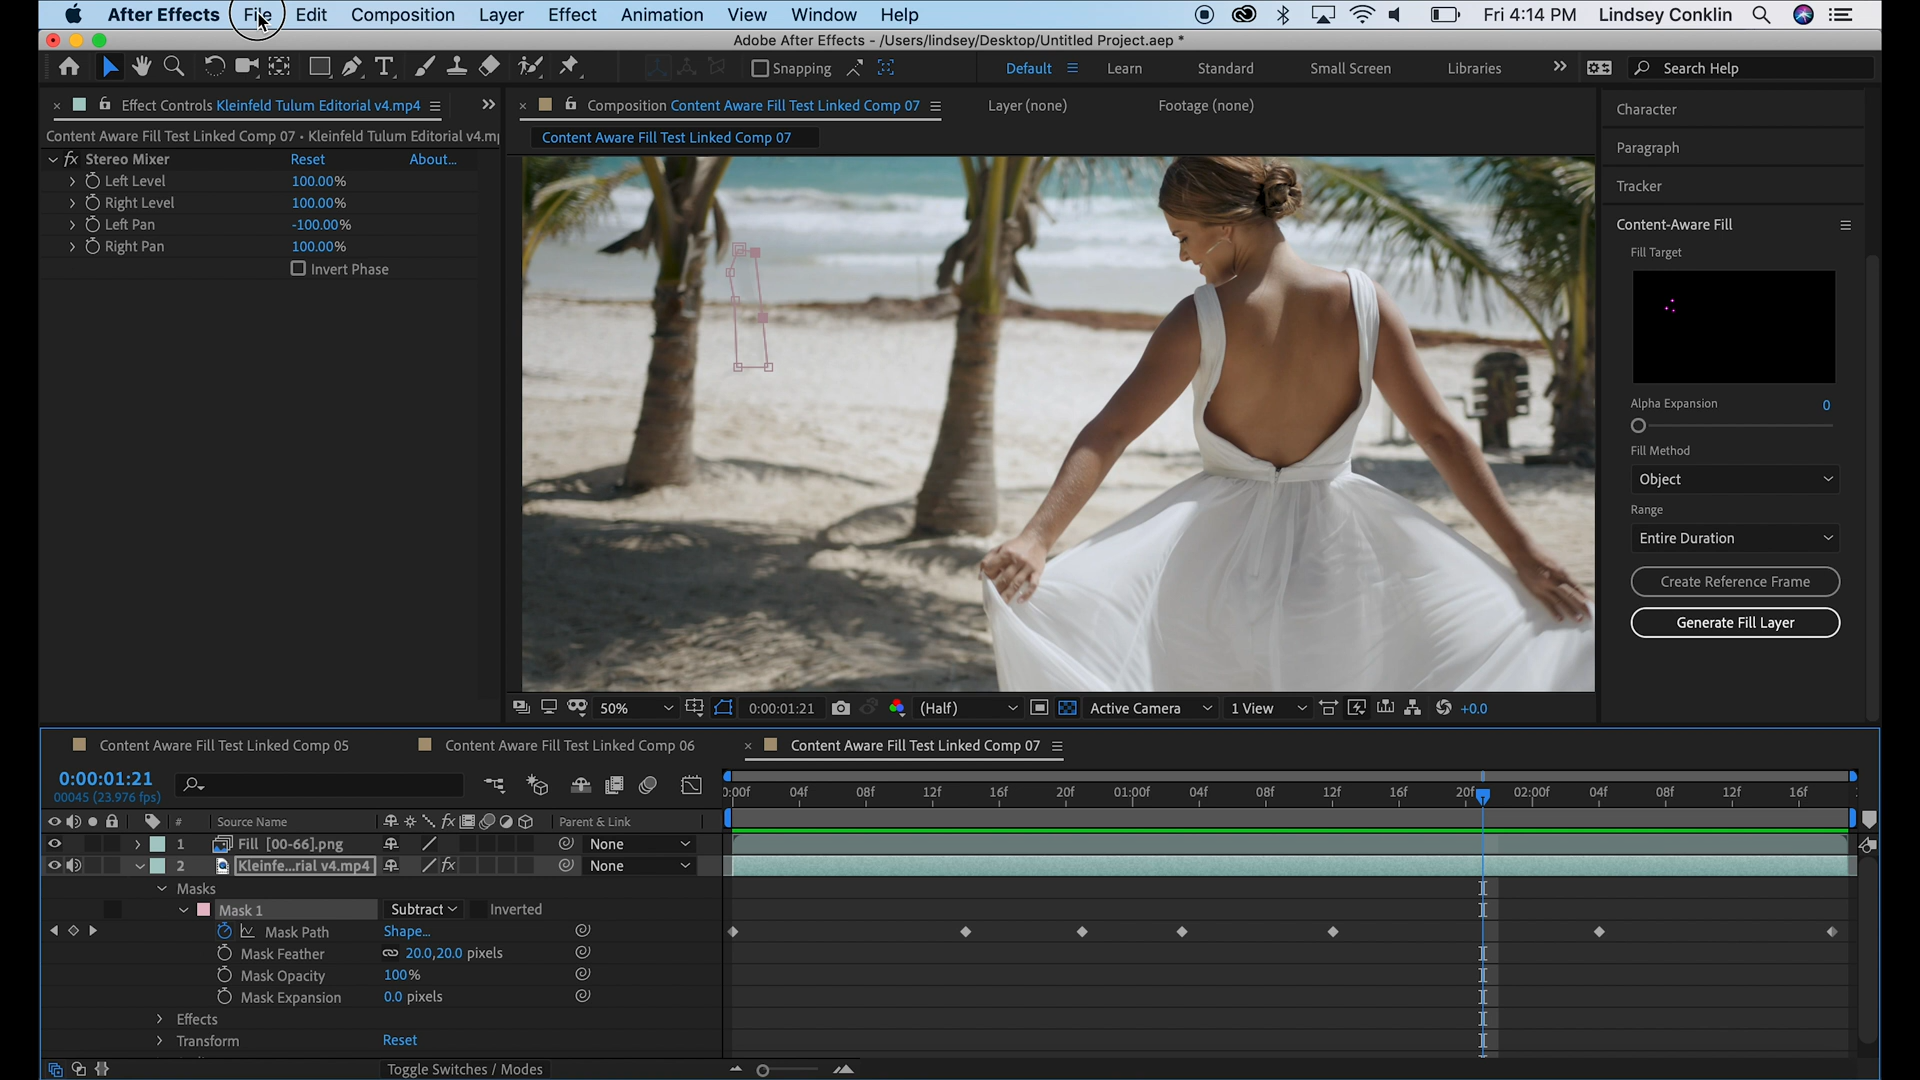 After Effects File Edit Composition Layer Effect Animation View Window Help Fri 4:14 PM Lindsey Conklin
Adobe After Effects - /Users/lindsey/Desktop/Untitled Project.aep *
Snapping Default Learn Standard Small Screen Libraries Search Help
Effect Controls Kleinfeld Tulum Editorial v4.mp4
Composition Content Aware Fill Test Linked Comp 07
Layer (none)
Footage (none)
Content Aware Fill Test Linked Comp 07 • Kleinfeld Tulum Editorial v4.mp
Content Aware Fill Test Linked Comp 07
fx Stereo Mixer Reset About...
Left Level 100.00%
Right Level 100.00%
Left Pan -100.00%
Right Pan 100.00%
Invert Phase
Character
Paragraph
Tracker
Content-Aware Fill
Fill Target
Alpha Expansion 0
Fill Method
Object
Range
Entire Duration
Create Reference Frame
Generate Fill Layer
50% 0:00:01:21 (Half) Active Camera 1 View +0.0
Content Aware Fill Test Linked Comp 05
Content Aware Fill Test Linked Comp 06
Content Aware Fill Test Linked Comp 07
0:00:01:21
00045 (23.976 fps)
0:00f 04f 08f 12f 16f 20f 01:00f 04f 08f 12f 16f 20f 02:00f 04f 08f 12f 16f
# Source Name fx Parent & Link
1 Fill [00-66].png None
2 Kleinfe...rial v4.mp4 fx None
Masks
Mask 1 Subtract Inverted
Mask Path Shape...
Mask Feather 20.0,20.0 pixels
Mask Opacity 100%
Mask Expansion 0.0 pixels
Effects
Transform Reset
Toggle Switches / Modes